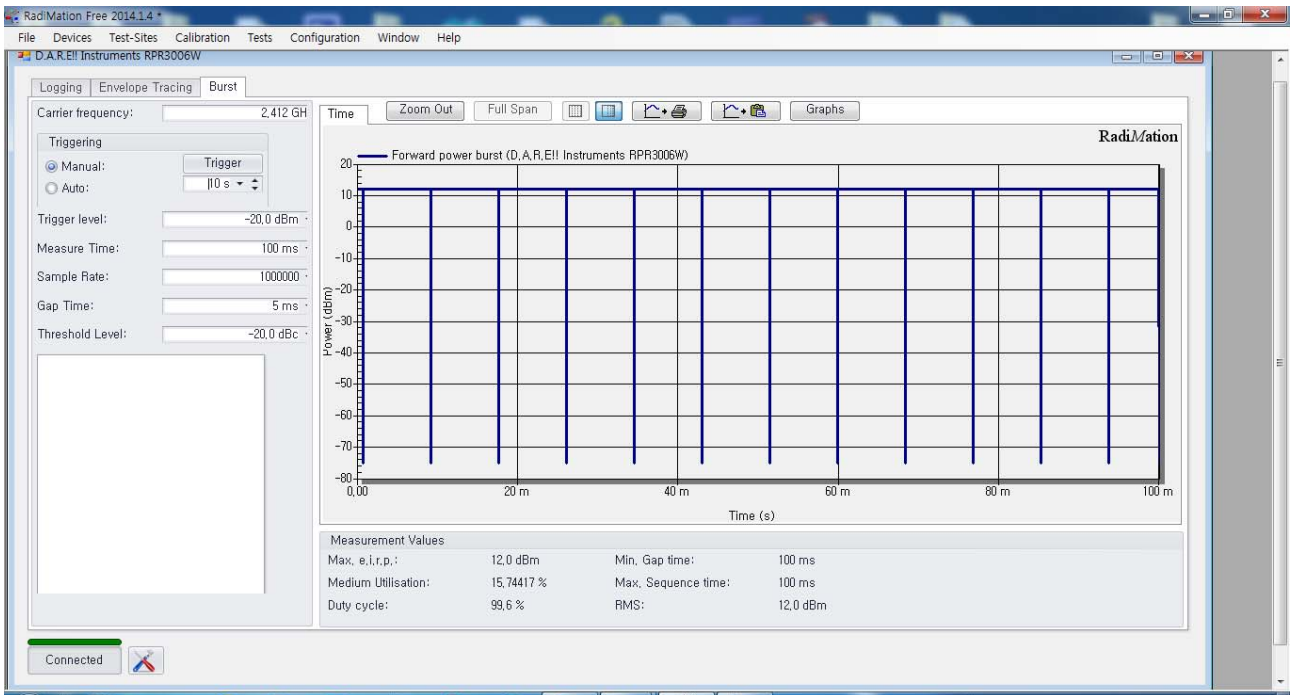 RadiMation Free 2014.1.4 *
File Devices Test-Sites Calibration Tests Configuration Window Help
D.A.R.E!! Instruments RPR3006W
Logging Envelope Tracing Burst
Carrier frequency: 2,412 GH
Triggering
Manual: Trigger
Auto: 10 s
Trigger level: -20,0 dBm
Measure Time: 100 ms
Sample Rate: 1000000
Gap Time: 5 ms
Threshold Level: -20,0 dBc
Time Zoom Out Full Span Graphs
RadiMation
Forward power burst (D,A,R,E!! Instruments RPR3006W)
Power (dBm)
20
10
0
-10
-20
-30
-40
-50
-60
-70
-80
0,00 20 m 40 m 60 m 80 m 100 m
Time (s)
Measurement Values
Max, e,i,r,p,: 12,0 dBm Min, Gap time: 100 ms
Medium Utilisation: 15,74417 % Max, Sequence time: 100 ms
Duty cycle: 99,6 % RMS: 12,0 dBm
Connected